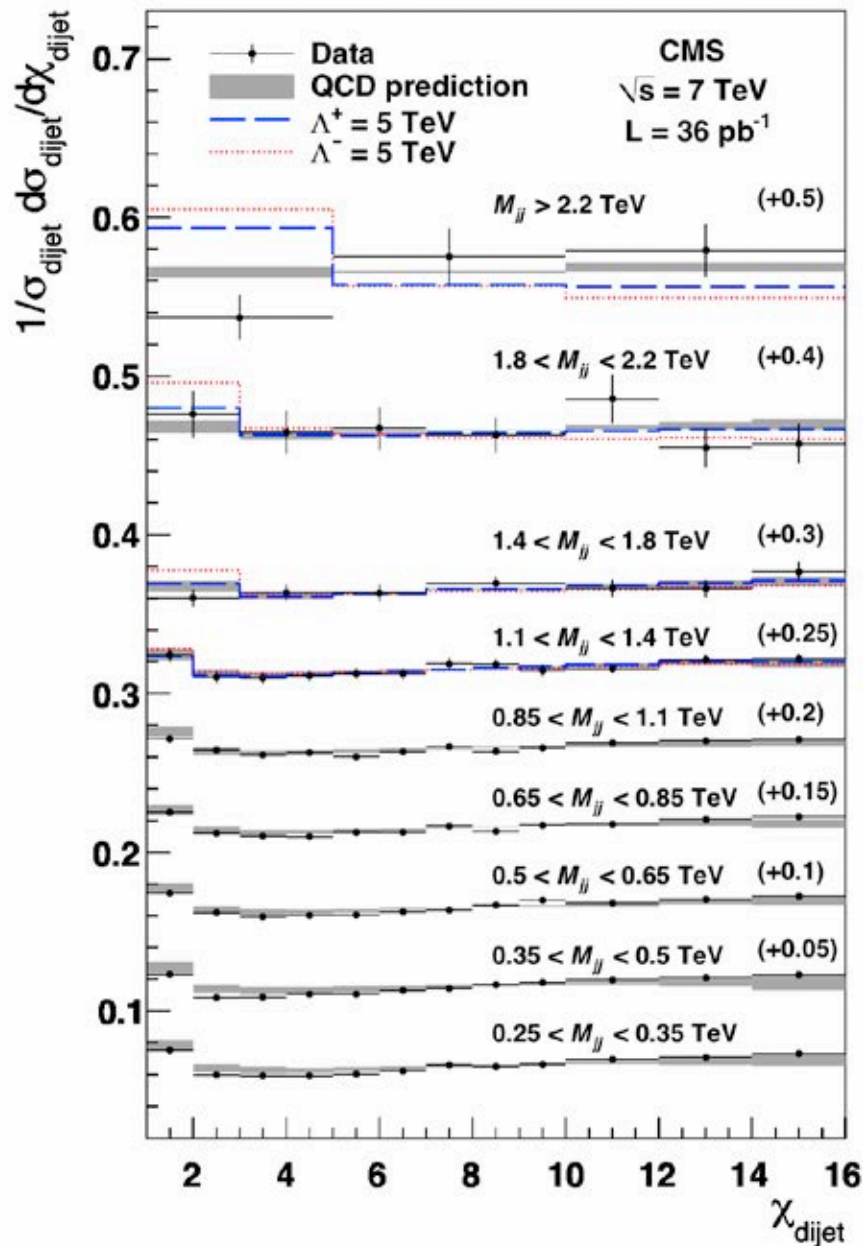 1/σ_dijet dσ_dijet/dχ_dijet
0.7
0.6
0.5
0.4
0.3
0.2
0.1
Data
QCD prediction
Λ⁺ = 5 TeV
Λ⁻ = 5 TeV
CMS
√s = 7 TeV
L = 36 pb⁻¹
M_jj > 2.2 TeV (+0.5)
1.8 < M_jj < 2.2 TeV (+0.4)
1.4 < M_jj < 1.8 TeV (+0.3)
1.1 < M_jj < 1.4 TeV (+0.25)
0.85 < M_jj < 1.1 TeV (+0.2)
0.65 < M_jj < 0.85 TeV (+0.15)
0.5 < M_jj < 0.65 TeV (+0.1)
0.35 < M_jj < 0.5 TeV (+0.05)
0.25 < M_jj < 0.35 TeV
2 4 6 8 10 12 14 16
χ_dijet